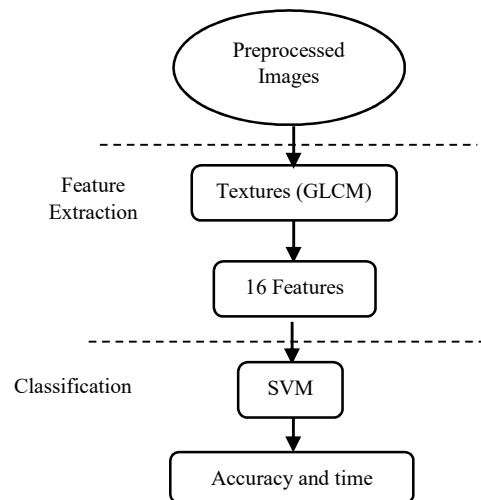 Preprocessed
Images
Feature
Extraction
Textures (GLCM)
16 Features
Classification
SVM
Accuracy and time